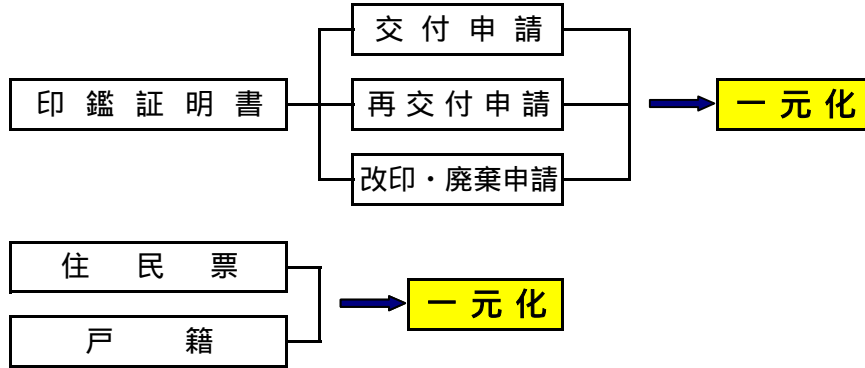 交付申請
印鑑証明書
再交付申請
一元化
改印・廃棄申請
住民票
一元化
戸籍